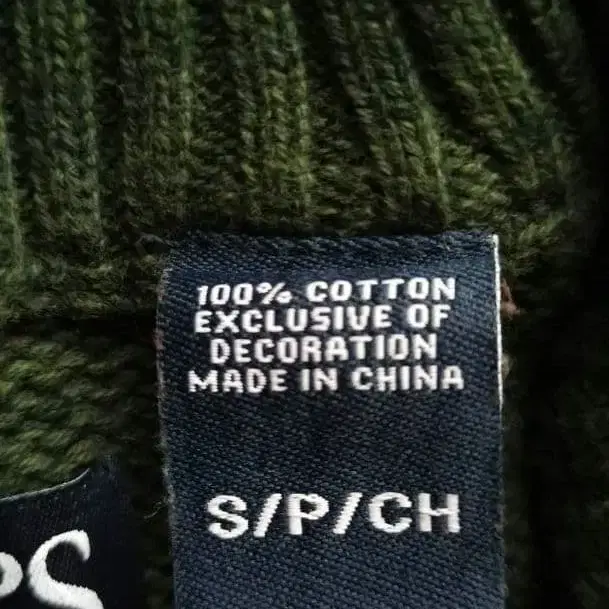 100% COTTON
EXCLUSIVE OF
DECORATION
MADE IN CHINA
S/P/CH